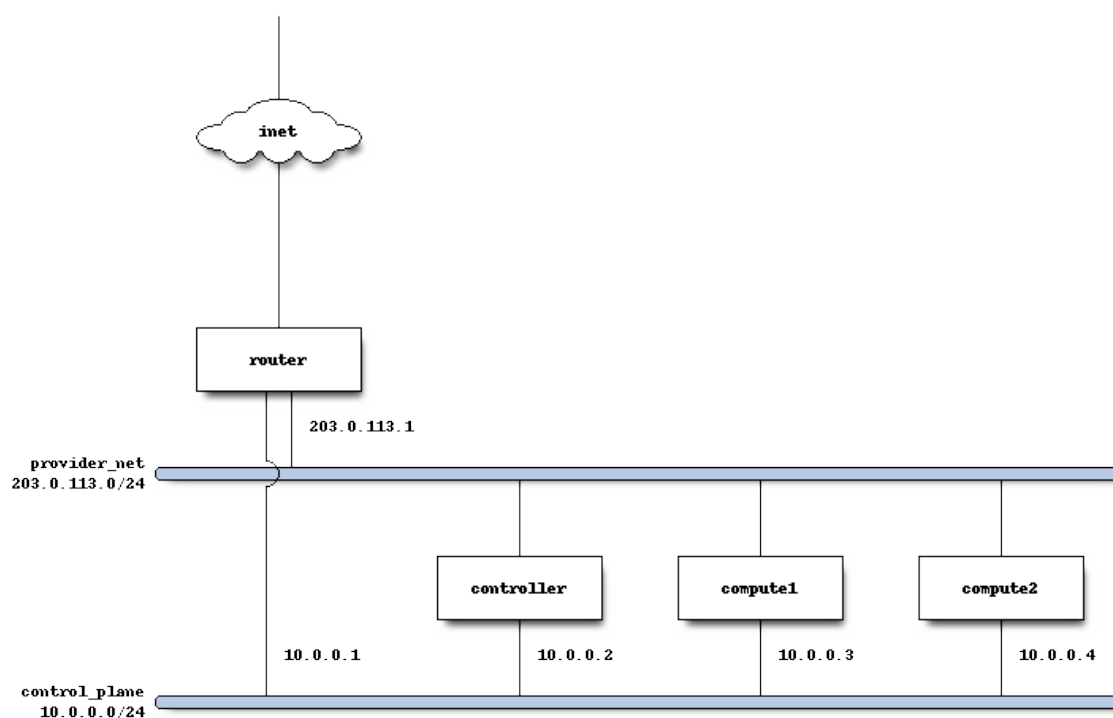 inet
router
203.0.113.1
provider_net
203.0.113.0/24
controller
compute1
compute2
10.0.0.1
10.0.0.2
10.0.0.3
10.0.0.4
control_plane
10.0.0.0/24